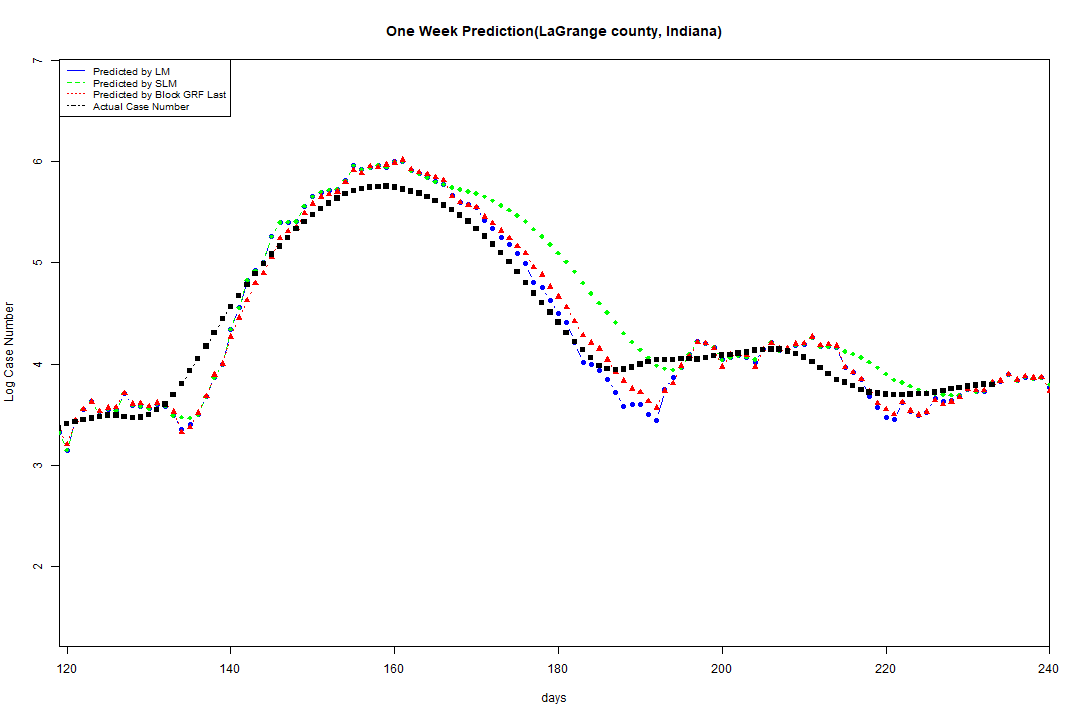 One Week Prediction(LaGrange county, Indiana)
Predicted by LM
Predicted by SLM
Predicted by Block GRF Last
Actual Case Number
7
6
5
4
3
2
Log Case Number
120 140 160 180 200 220 240
days